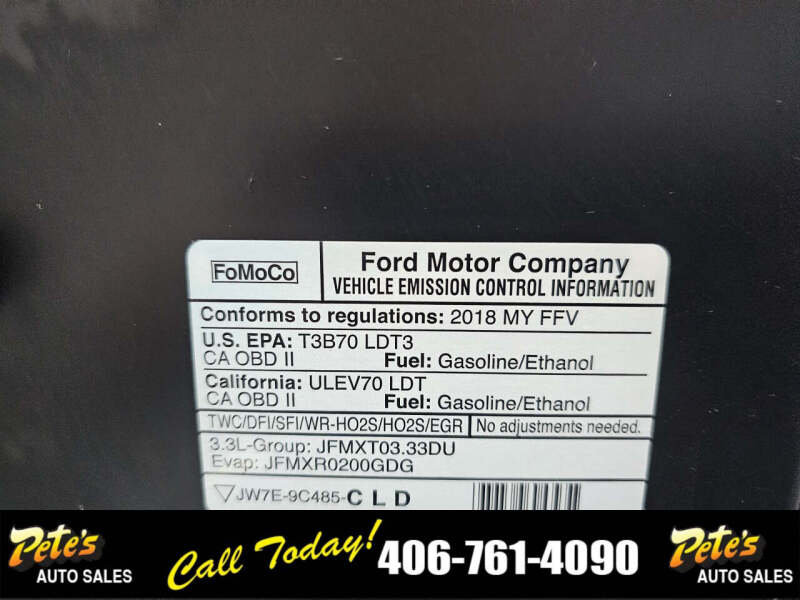 FoMoCo
Ford Motor Company
VEHICLE EMISSION CONTROL INFORMATION
Conforms to regulations: 2018 MY FFV
U.S. EPA: T3B70 LDT3
CA OBD II Fuel: Gasoline/Ethanol
California: ULEV70 LDT
CA OBD II Fuel: Gasoline/Ethanol
TWC/DFI/SFI/WR-HO2S/HO2S/EGR No adjustments needed.
3.3L-Group: JFMXT03.33DU
Evap: JFMXR0200GDG
JW7E-9C485-CLD
Pete's AUTO SALES
Call Today! 406-761-4090
Pete's AUTO SALES